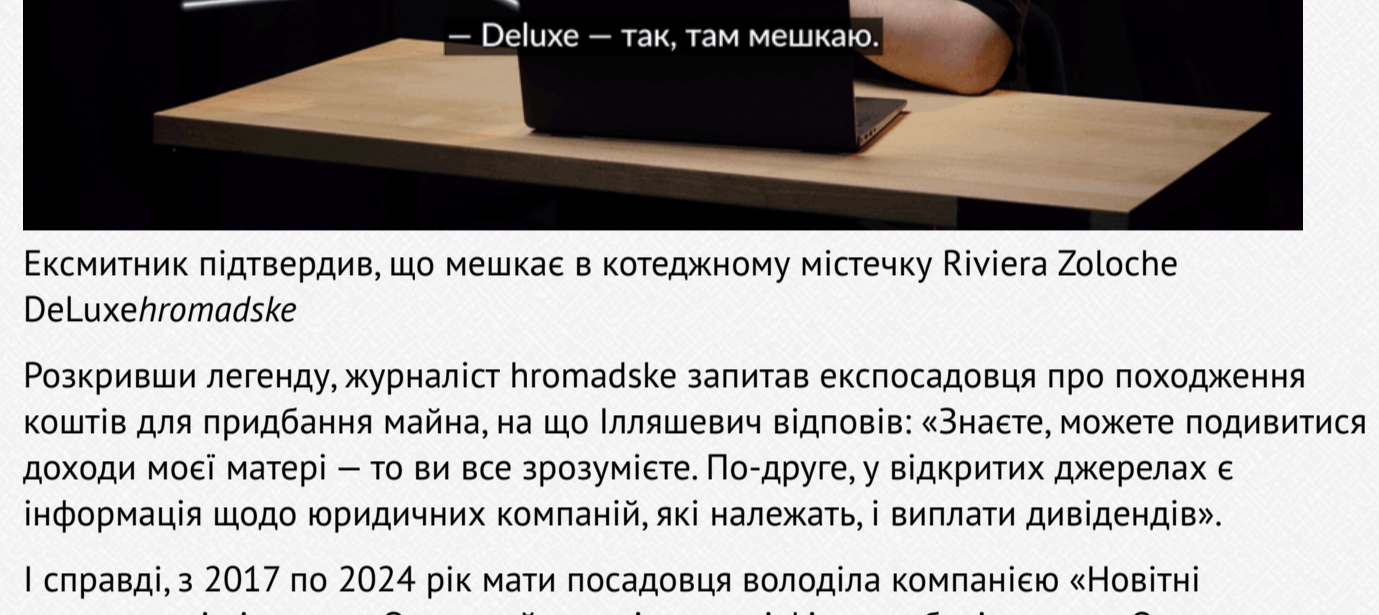 — Deluxe — так, там мешкаю.
Ексмитник підтвердив, що мешкає в котеджному містечку Riviera Zoloche
DeLuxehromadske
Розкривши легенду, журналіст hromadske запитав експосадовця про походження
коштів для придбання майна, на що Ілляшевич відповів: «Знаєте, можете подивитися
доходи моєї матері — то ви все зрозумієте. По-друге, у відкритих джерелах є
інформація щодо юридичних компаній, які належать, і виплати дивідендів».
І справді, з 2017 по 2024 рік мати посадовця володіла компанією «Новітні